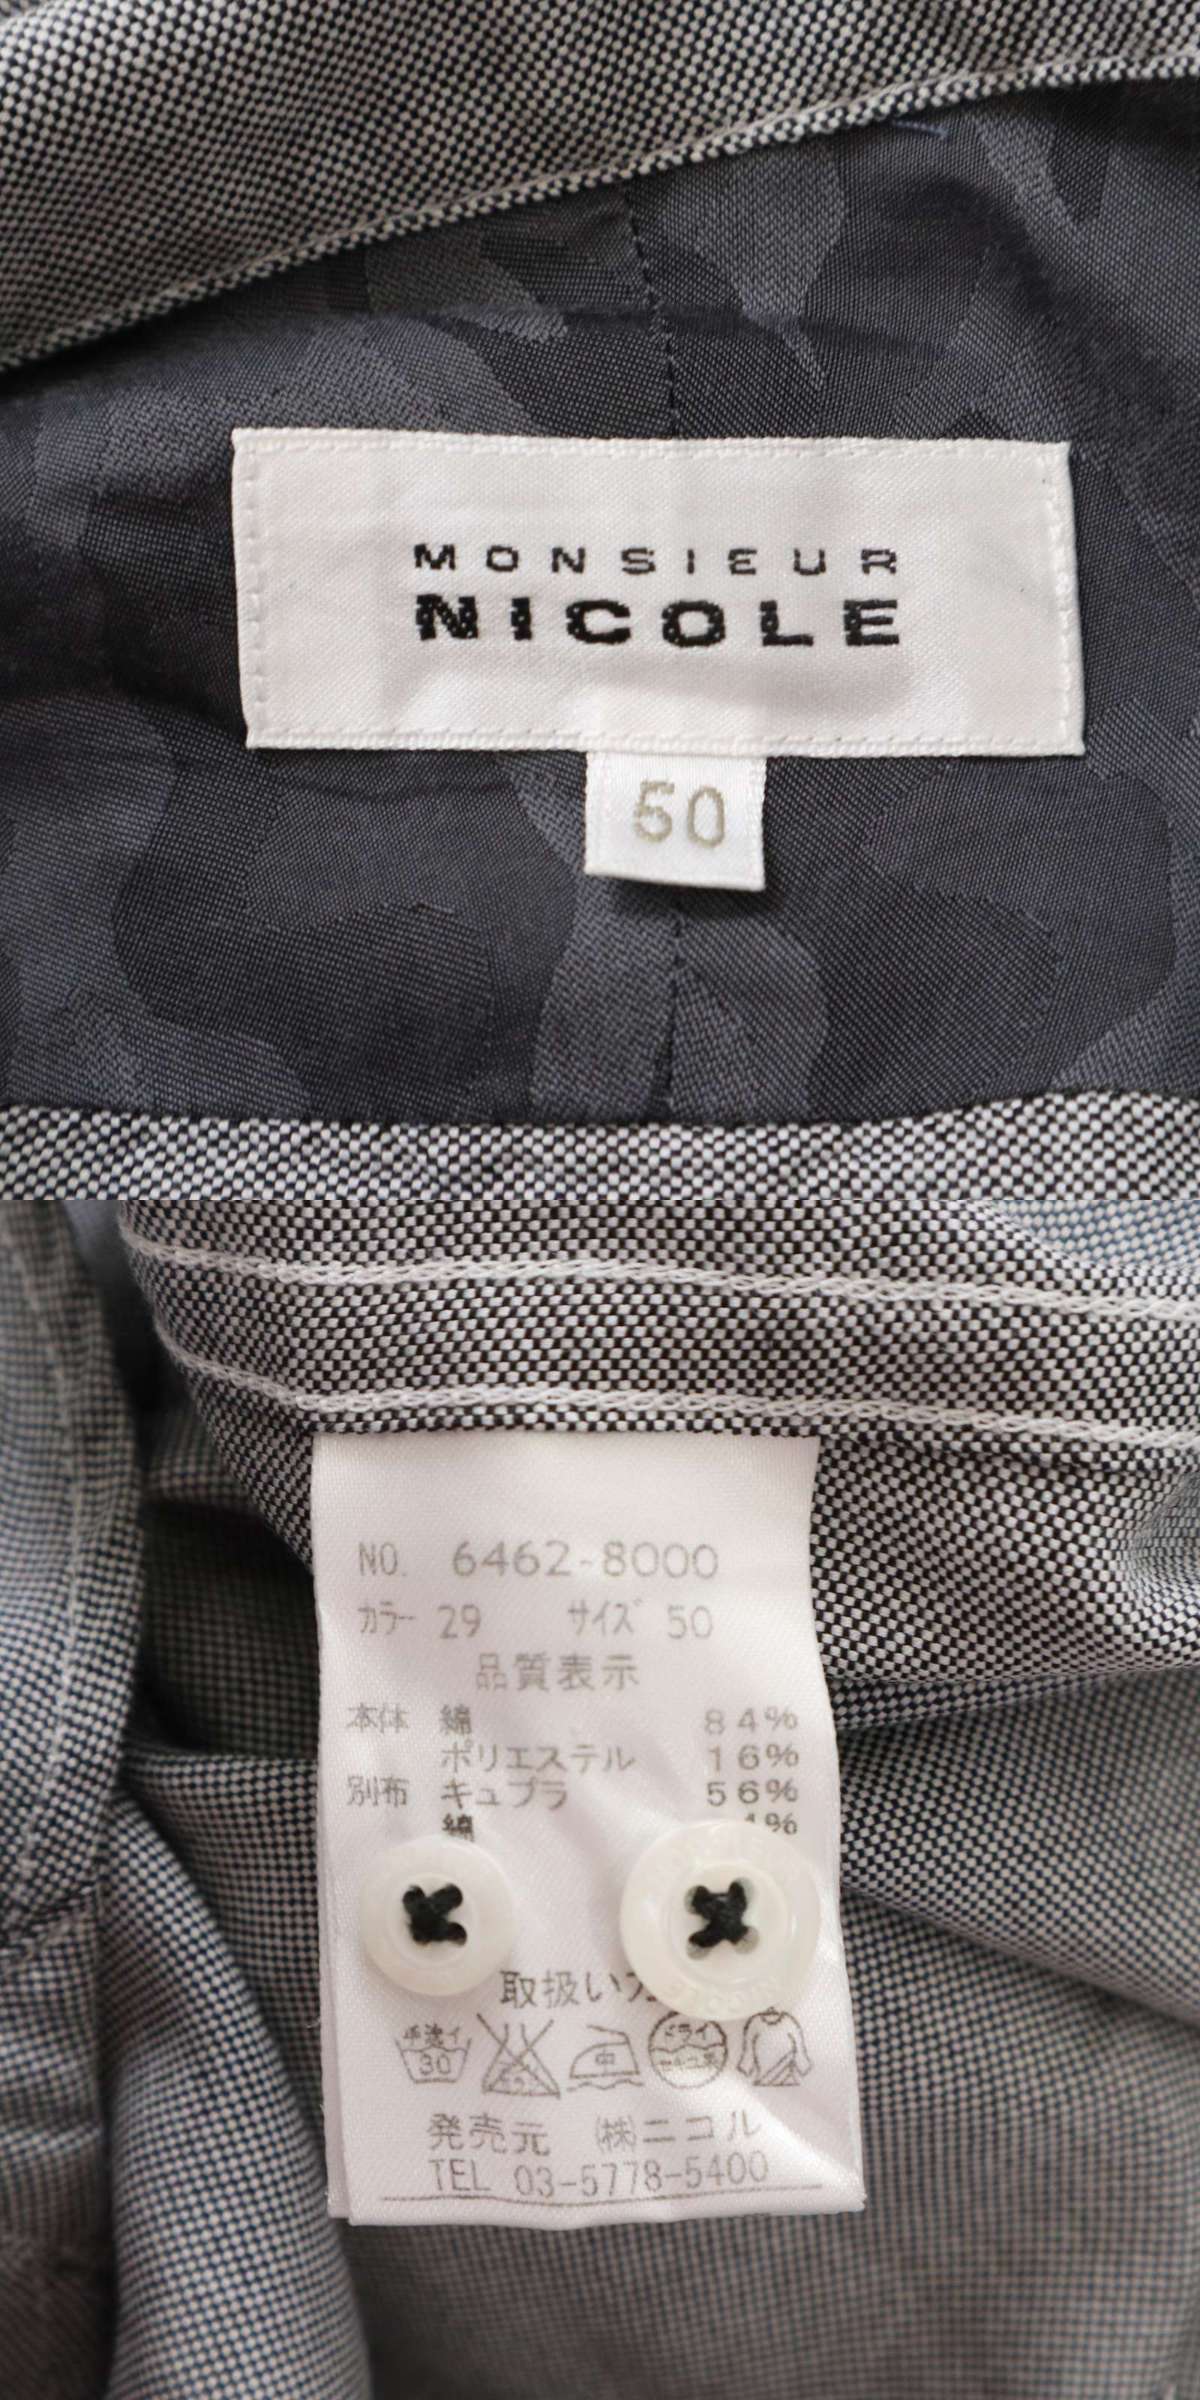 MONSIEUR
NICOLE
50
NO. 6462-8000
カラー 29 サイズ 50
品質表示
本体 綿 84%
ポリエステル 16%
別布 キュプラ 56%
綿 4%
取扱い
手洗イ 30 中 ドライ
発売元 ㈱ニコル
TEL 03-5778-5400